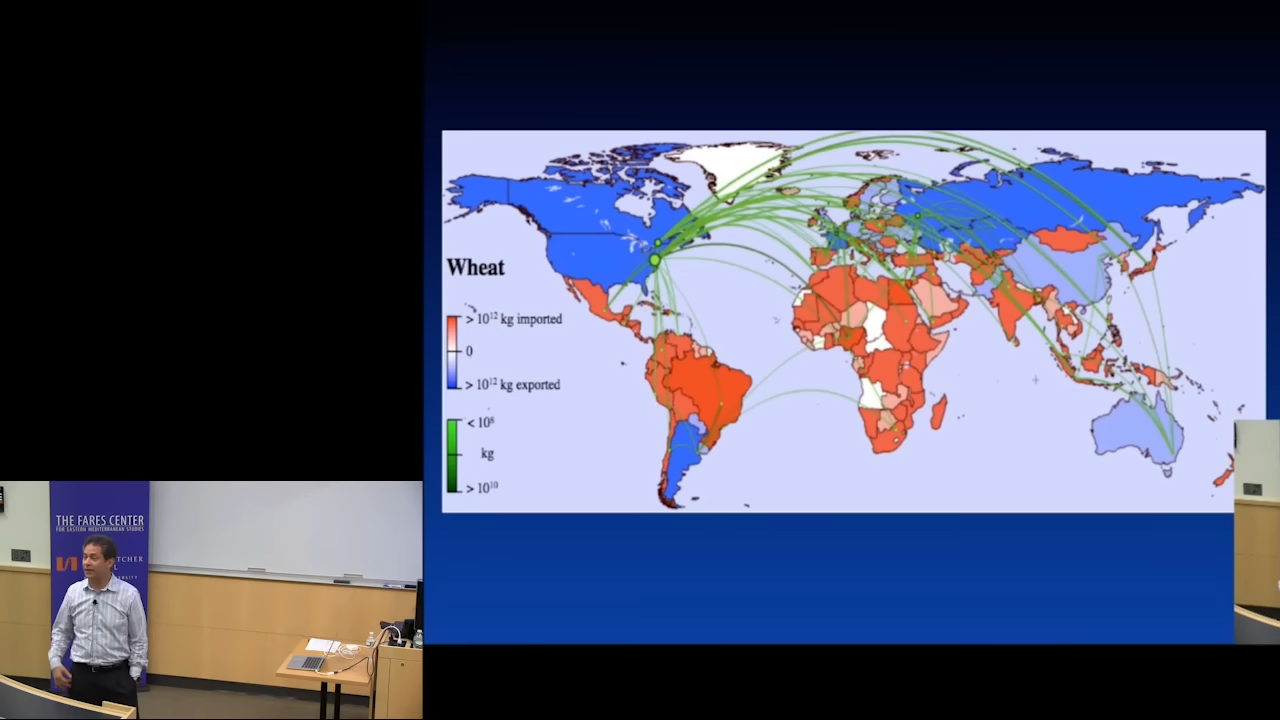 Wheat
> 10¹² kg imported
0
> 10¹² kg exported
< 10⁸
kg
> 10¹⁰
THE FARES CENTER
FOR EASTERN MEDITERRANEAN STUDIES